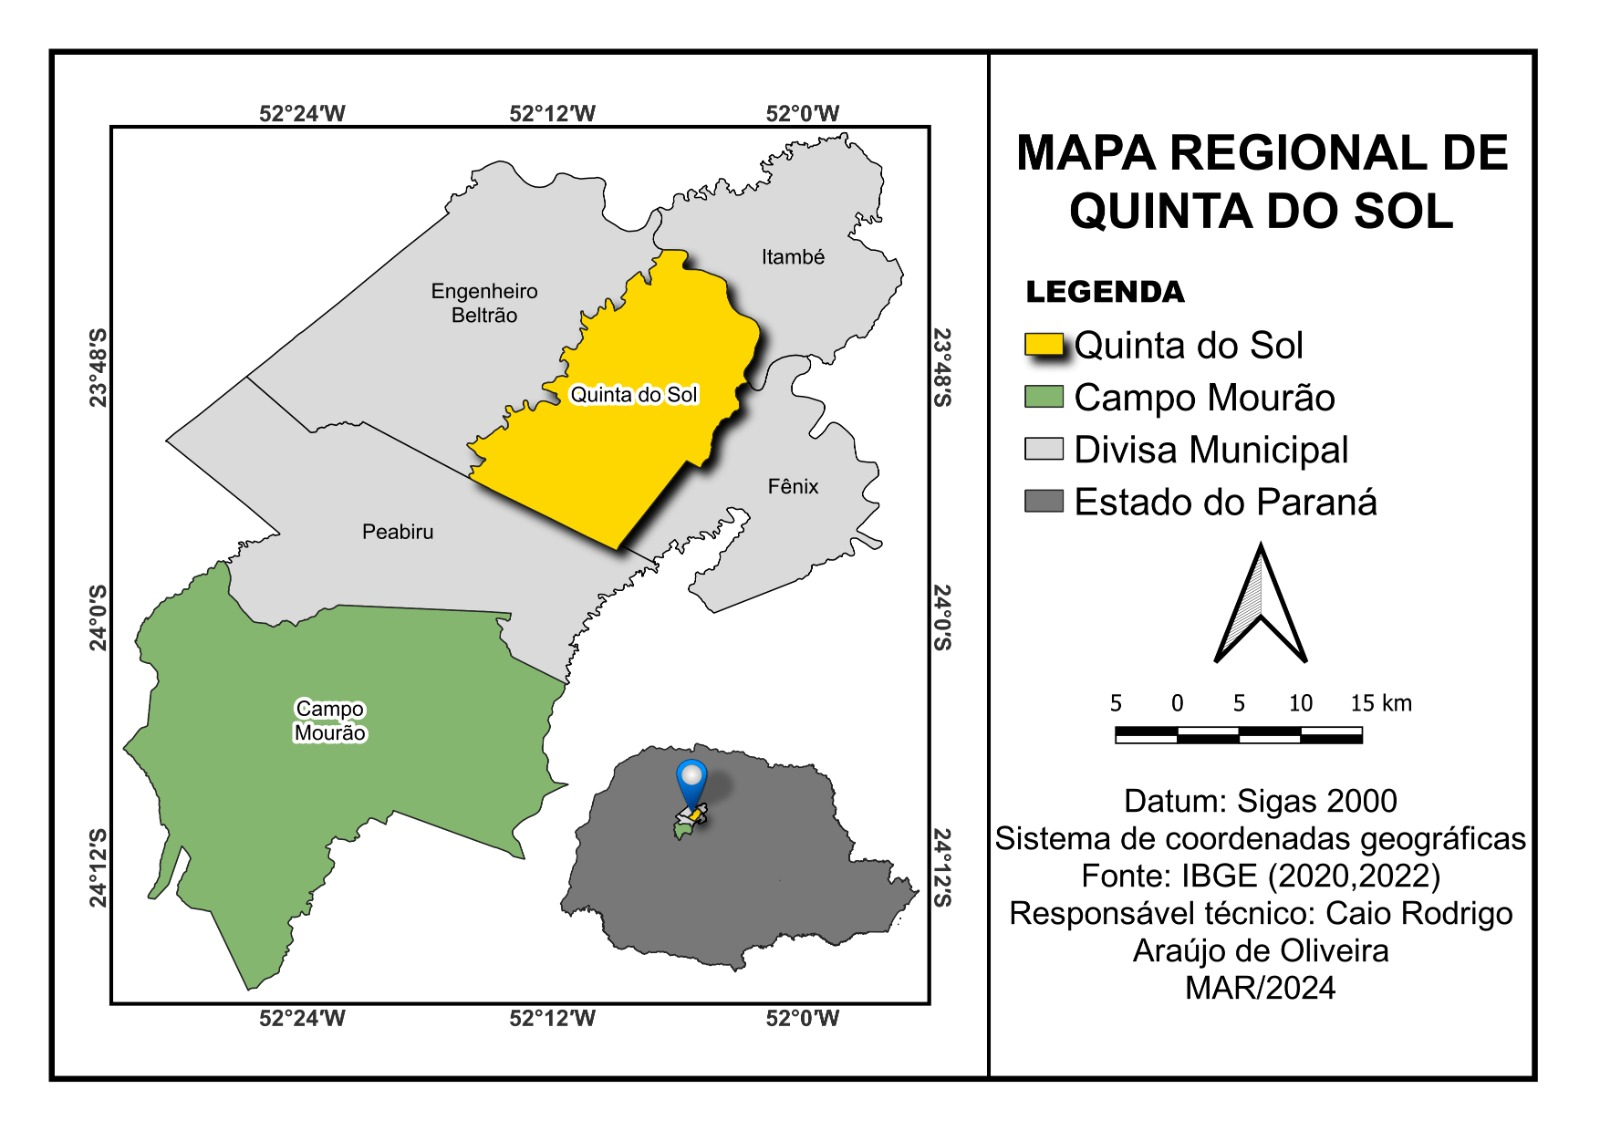 52°24'W 52°12'W 52°0'W
23°48'S
24°0'S
24°12'S
Itambé
Engenheiro
Beltrão
Quinta do Sol
Fênix
Peabiru
Campo
Mourão
23°48'S
24°0'S
24°12'S
52°24'W 52°12'W 52°0'W
MAPA REGIONAL DE
QUINTA DO SOL
LEGENDA
Quinta do Sol
Campo Mourão
Divisa Municipal
Estado do Paraná
5 0 5 10 15 km
Datum: Sigas 2000
Sistema de coordenadas geográficas
Fonte: IBGE (2020,2022)
Responsável técnico: Caio Rodrigo
Araújo de Oliveira
MAR/2024